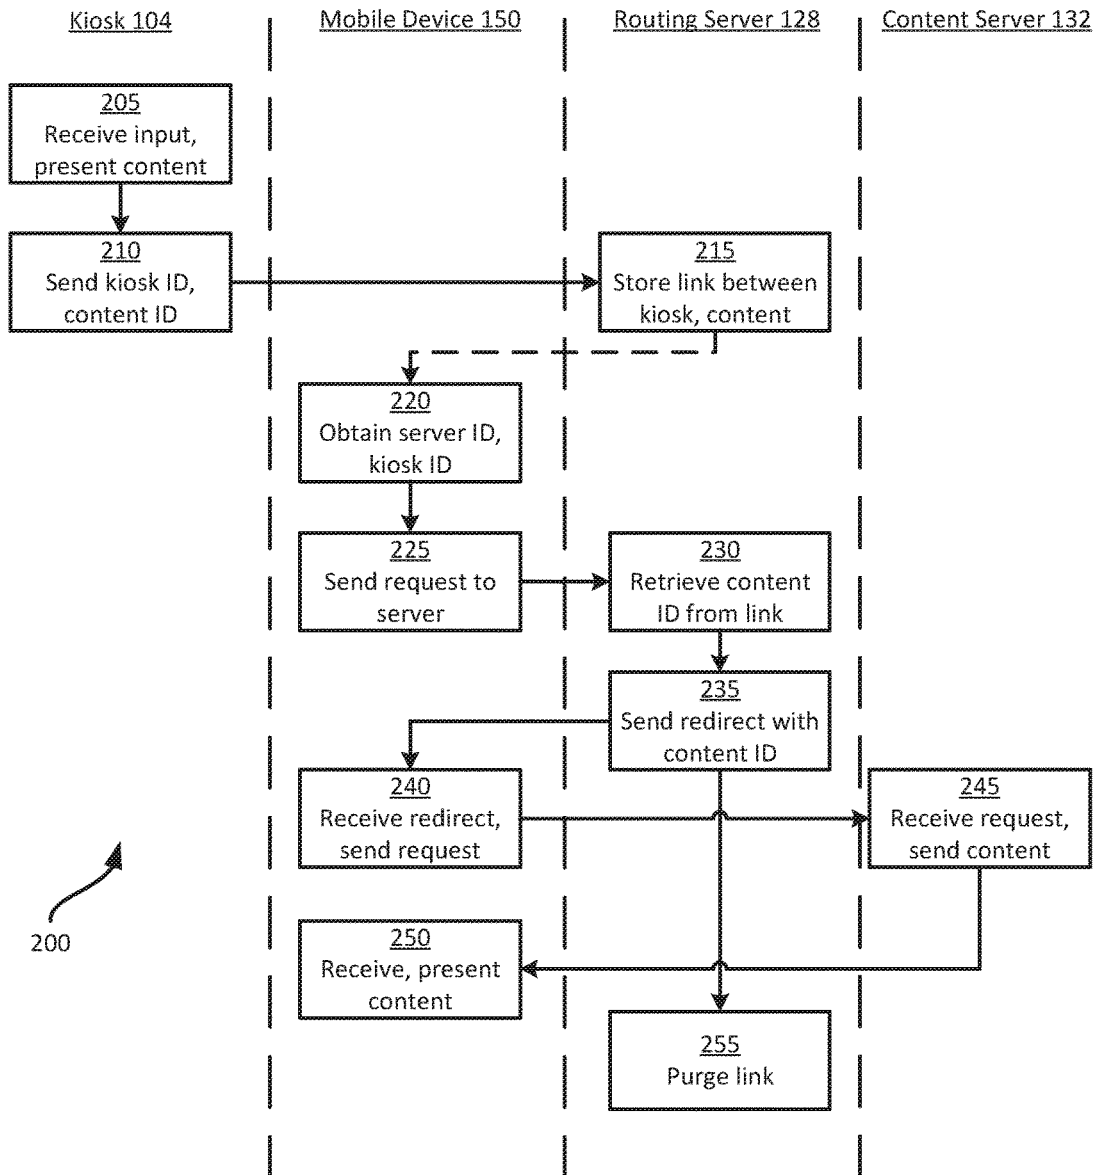 Kiosk 104
Mobile Device 150
Routing Server 128
Content Server 132
205
Receive input,
present content
210
Send kiosk ID,
content ID
215
Store link between
kiosk, content
220
Obtain server ID,
kiosk ID
225
Send request to
server
230
Retrieve content
ID from link
235
Send redirect with
content ID
240
Receive redirect,
send request
245
Receive request,
send content
200
250
Receive, present
content
255
Purge link